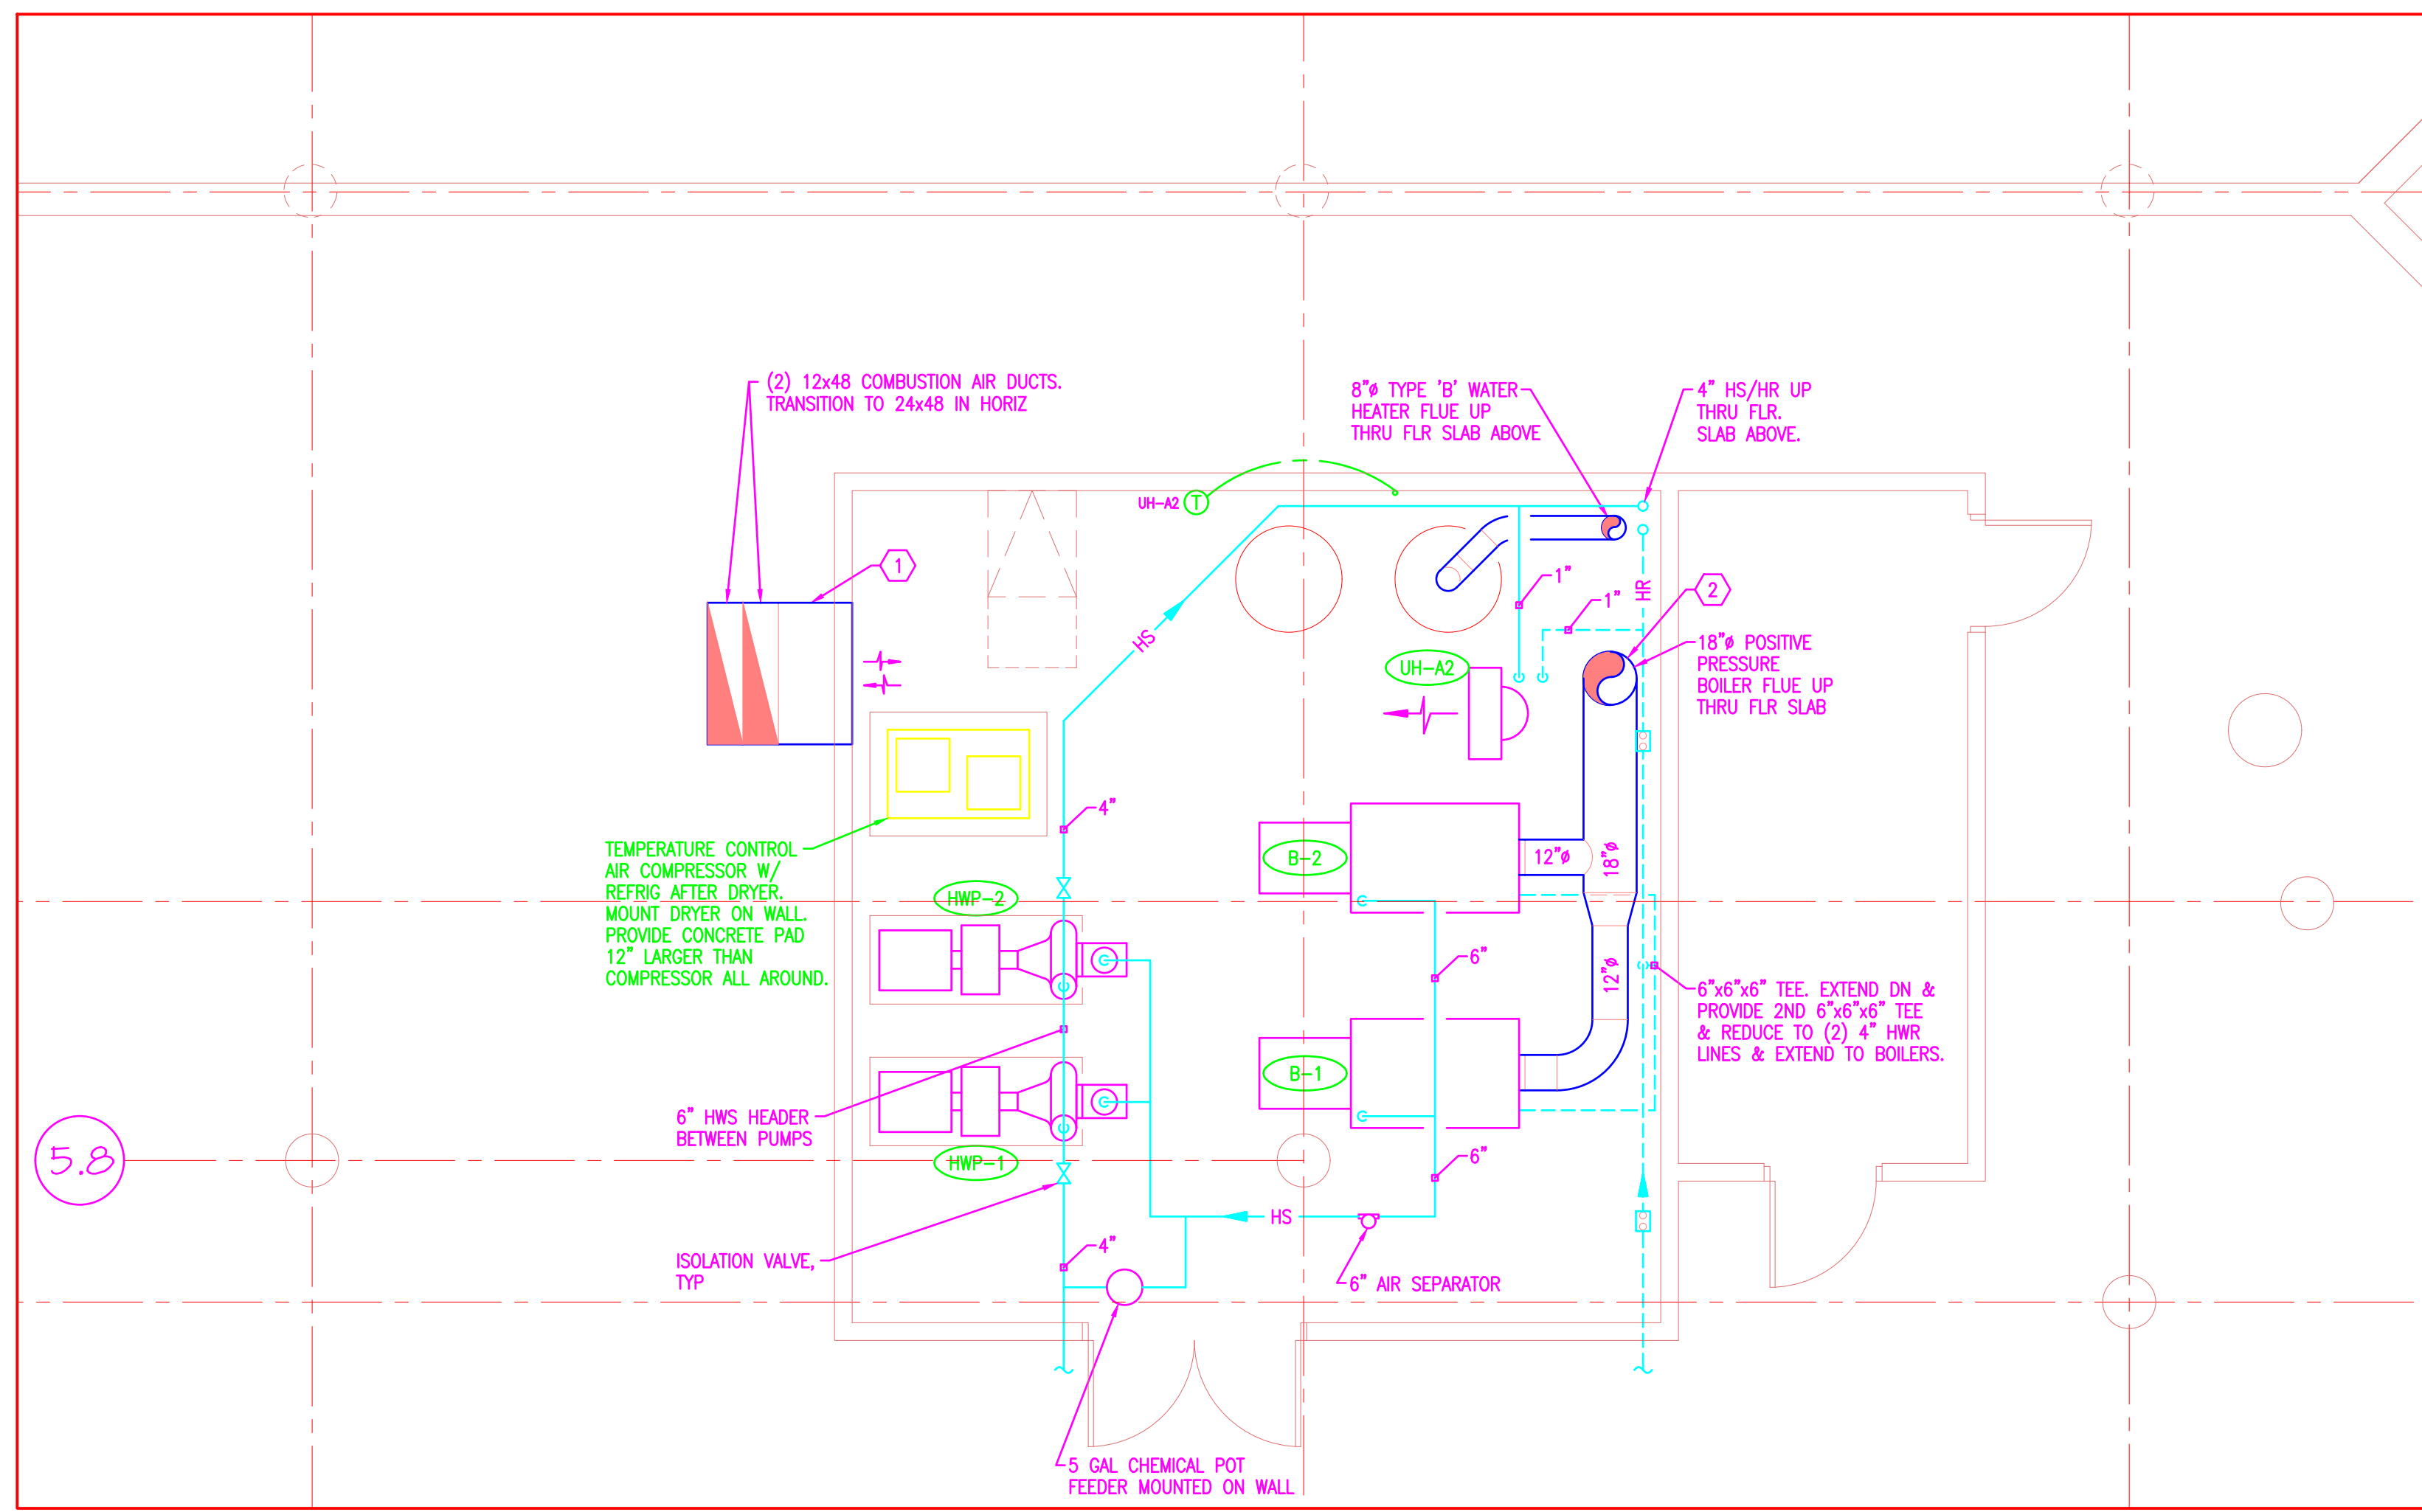 (2) 12x48 COMBUSTION AIR DUCTS.
TRANSITION TO 24x48 IN HORIZ
8"ø TYPE 'B' WATER
HEATER FLUE UP
THRU FLR SLAB ABOVE
4" HS/HR UP
THRU FLR.
SLAB ABOVE.
UH-A2
T
1
1"
1"
HR
2
HS
UH-A2
18"ø POSITIVE
PRESSURE
BOILER FLUE UP
THRU FLR SLAB
4"
TEMPERATURE CONTROL
AIR COMPRESSOR W/
REFRIG AFTER DRYER.
MOUNT DRYER ON WALL.
PROVIDE CONCRETE PAD
12" LARGER THAN
COMPRESSOR ALL AROUND.
B-2
12"ø
18"ø
HWP-2
6"
12"ø
6"x6"x6" TEE. EXTEND DN &
PROVIDE 2ND 6"x6"x6" TEE
& REDUCE TO (2) 4" HWR
LINES & EXTEND TO BOILERS.
B-1
6" HWS HEADER
BETWEEN PUMPS
5.8
HWP-1
6"
HS
ISOLATION VALVE,
TYP
4"
6" AIR SEPARATOR
5 GAL CHEMICAL POT
FEEDER MOUNTED ON WALL